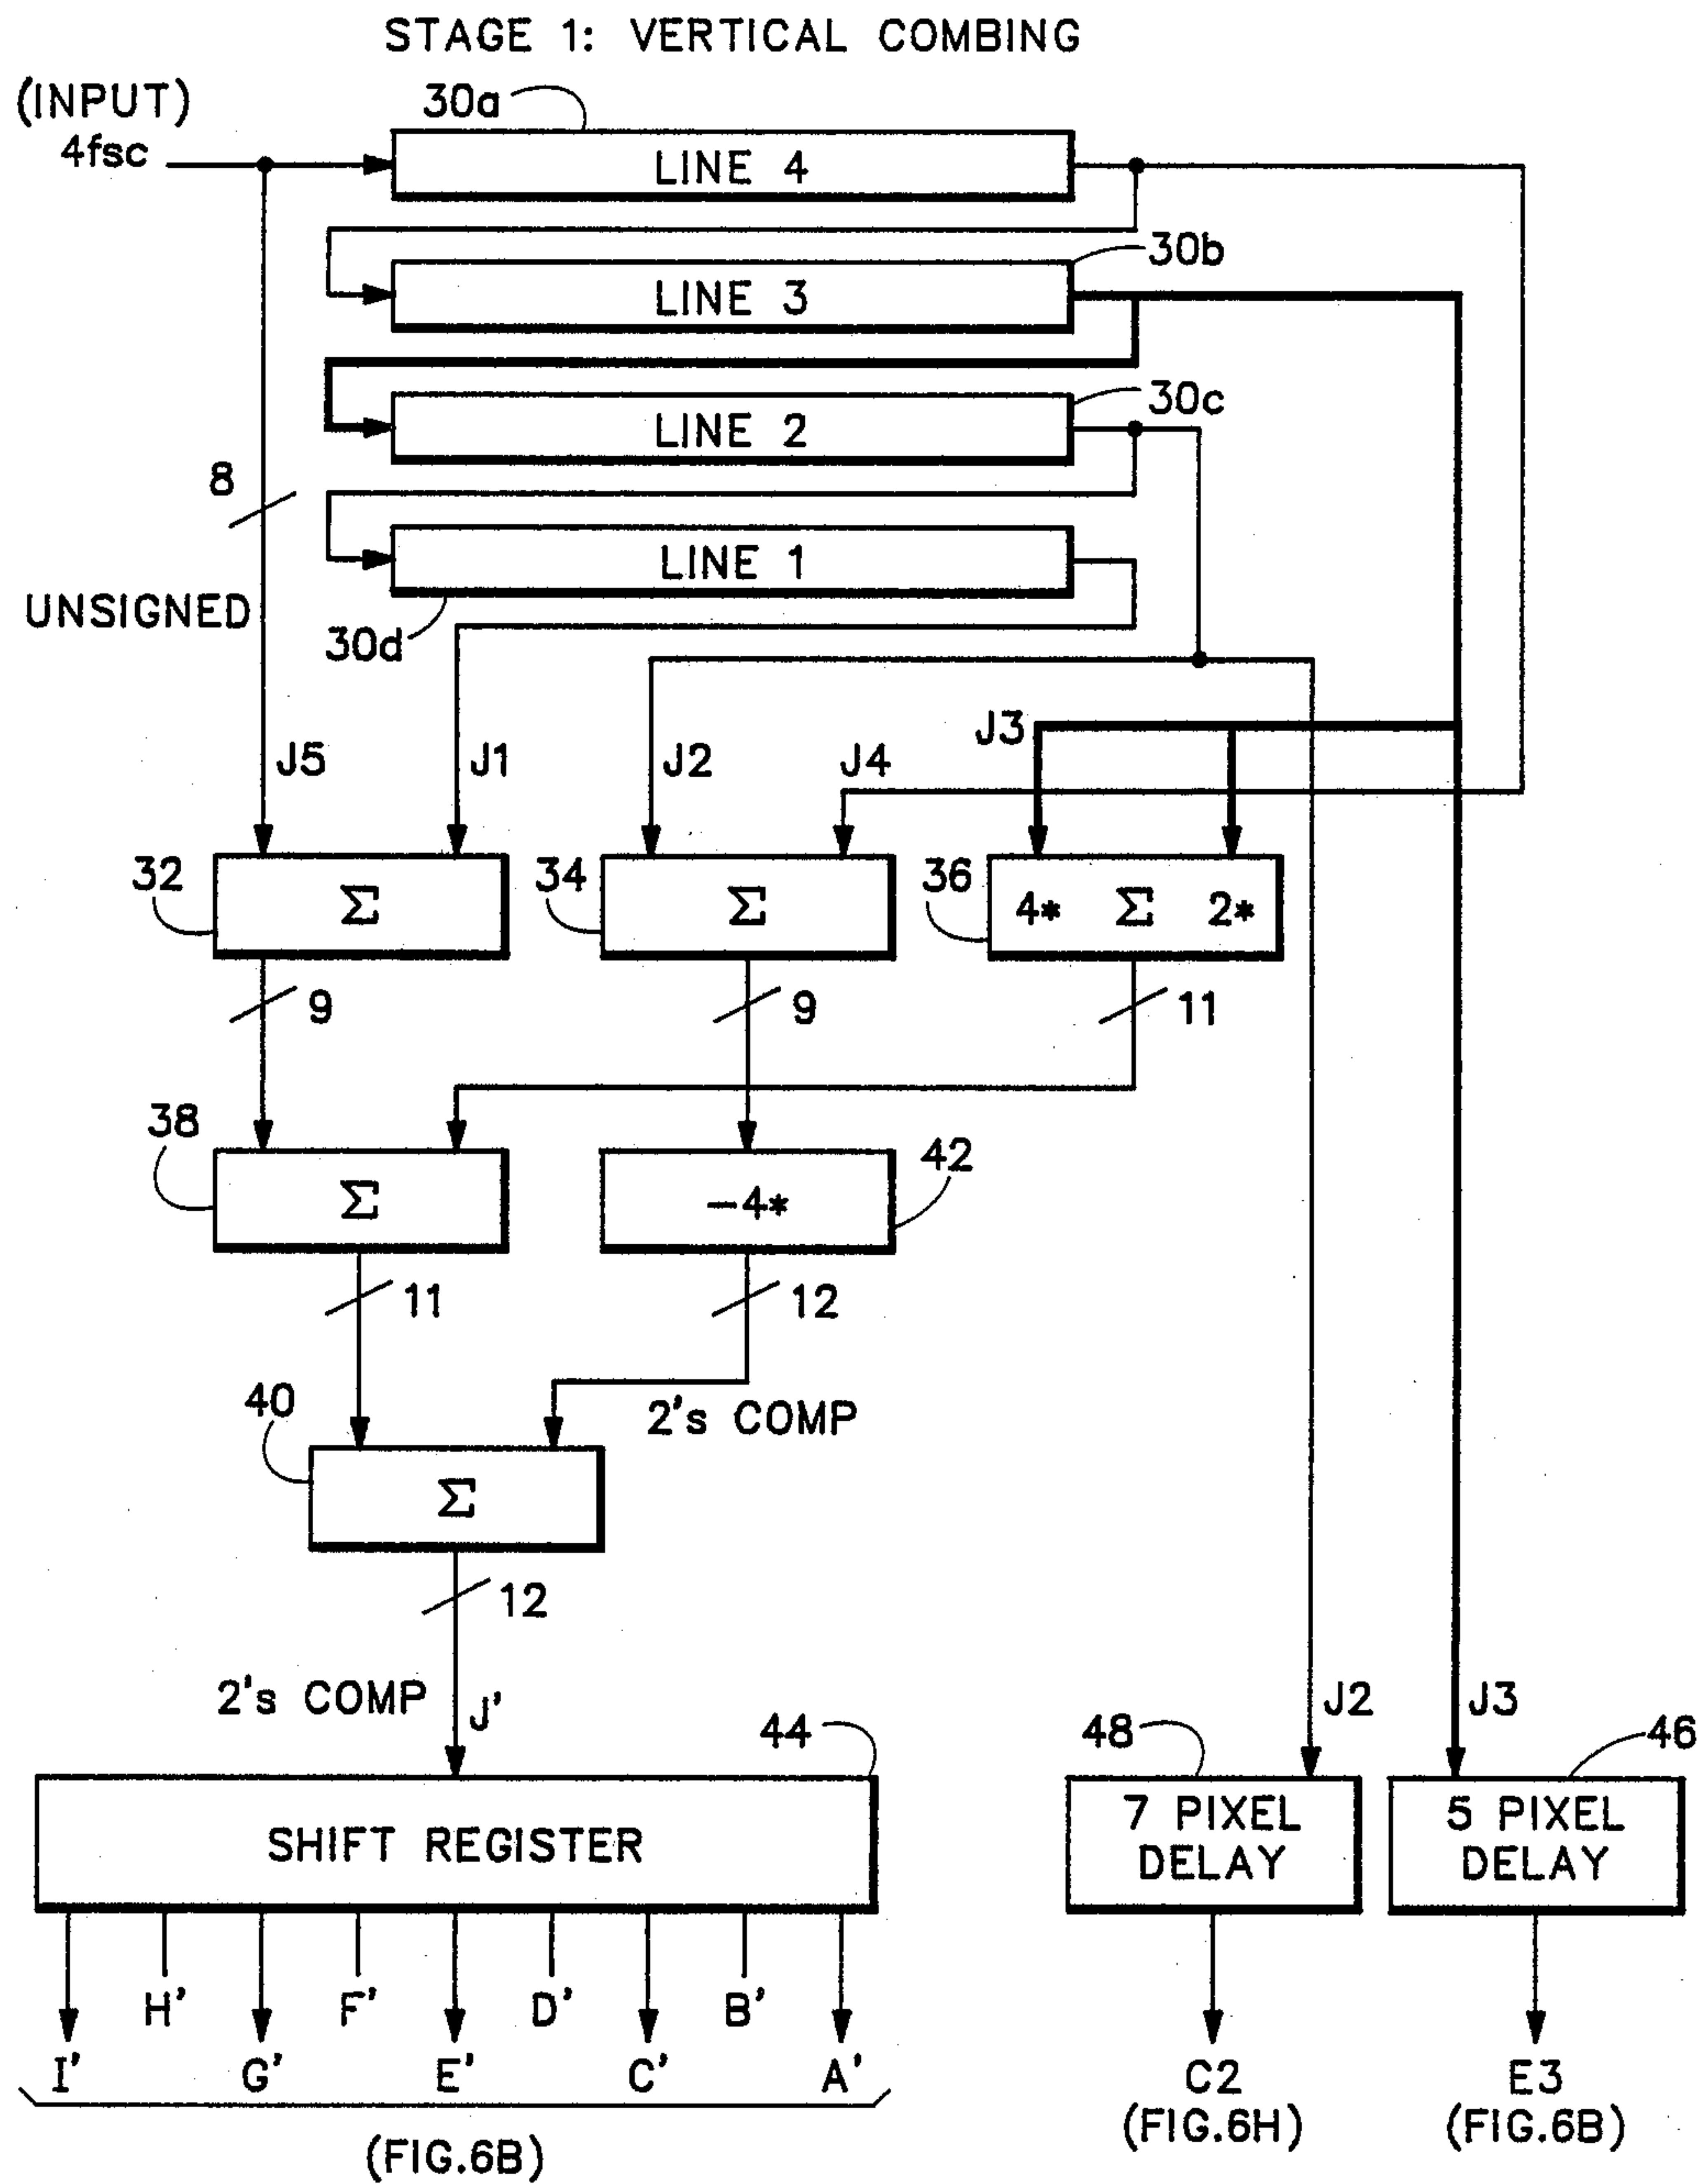 STAGE 1: VERTICAL COMBING
(INPUT)
4fsc
30a
LINE 4
30b
LINE 3
30c
LINE 2
8
LINE 1
UNSIGNED
30d
J5
J1
J2
J4
J3
32
Σ
34
Σ
36
4* Σ 2*
9
9
11
38
Σ
-4*
42
11
12
2's COMP
40
Σ
12
2's COMP
J'
J2
J3
44
48
46
SHIFT REGISTER
7 PIXEL
DELAY
5 PIXEL
DELAY
H' F' D' B'
I' G' E' C' A'
(FIG.6B)
C2
(FIG.6H)
E3
(FIG.6B)